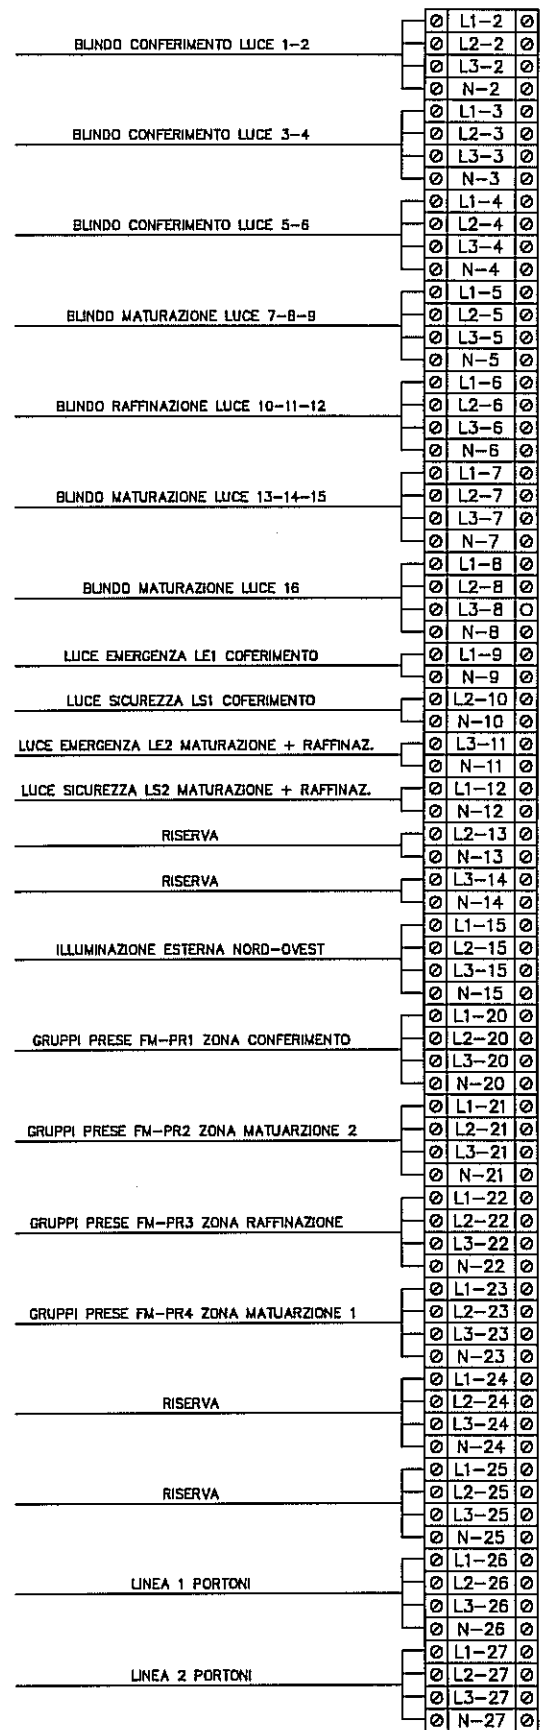 L1-2
BLINDO CONFERIMENTO LUCE 1-2
L2-2
L3-2
N-2
L1-3
BLINDO CONFERIMENTO LUCE 3-4
L2-3
L3-3
N-3
L1-4
BLINDO CONFERIMENTO LUCE 5-6
L2-4
L3-4
N-4
L1-5
BLINDO MATURAZIONE LUCE 7-8-9
L2-5
L3-5
N-5
L1-6
BLINDO RAFFINAZIONE LUCE 10-11-12
L2-6
L3-6
N-6
L1-7
BLINDO MATURAZIONE LUCE 13-14-15
L2-7
L3-7
N-7
L1-8
BLINDO MATURAZIONE LUCE 16
L2-8
L3-8
N-8
LUCE EMERGENZA LE1 COFERIMENTO
L1-9
N-9
LUCE SICUREZZA LS1 COFERIMENTO
L2-10
N-10
LUCE EMERGENZA LE2 MATURAZIONE + RAFFINAZ.
L3-11
N-11
LUCE SICUREZZA LS2 MATURAZIONE + RAFFINAZ.
L1-12
N-12
RISERVA
L2-13
N-13
RISERVA
L3-14
N-14
L1-15
ILLUMINAZIONE ESTERNA NORD-OVEST
L2-15
L3-15
N-15
L1-20
GRUPPI PRESE FM-PR1 ZONA CONFERIMENTO
L2-20
L3-20
N-20
L1-21
GRUPPI PRESE FM-PR2 ZONA MATUARZIONE 2
L2-21
L3-21
N-21
L1-22
GRUPPI PRESE FM-PR3 ZONA RAFFINAZIONE
L2-22
L3-22
N-22
L1-23
GRUPPI PRESE FM-PR4 ZONA MATUARZIONE 1
L2-23
L3-23
N-23
L1-24
RISERVA
L2-24
L3-24
N-24
L1-25
RISERVA
L2-25
L3-25
N-25
L1-26
LINEA 1 PORTONI
L2-26
L3-26
N-26
L1-27
LINEA 2 PORTONI
L2-27
L3-27
N-27